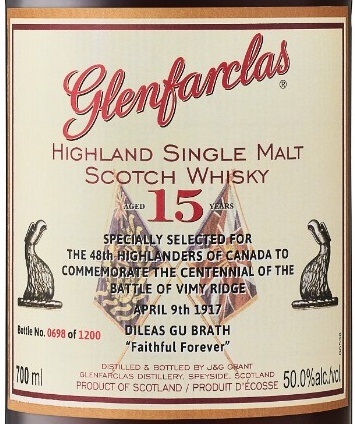 Glenfarclas®
HIGHLAND SINGLE MALT
SCOTCH WHISKY
AGED 15 YEARS
SPECIALLY SELECTED FOR
THE 48th HIGHLANDERS OF CANADA TO
COMMEMORATE THE CENTENNIAL OF THE
BATTLE OF VIMY RIDGE
APRIL 9th 1917
Bottle No. 0698 of 1200
DILEAS GU BRATH
"Faithful Forever"
DISTILLED & BOTTLED BY J&G GRANT
700 ml
GLENFARCLAS DISTILLERY, SPEYSIDE, SCOTLAND
PRODUCT OF SCOTLAND / PRODUIT D'ÉCOSSE
50.0%alc./vol